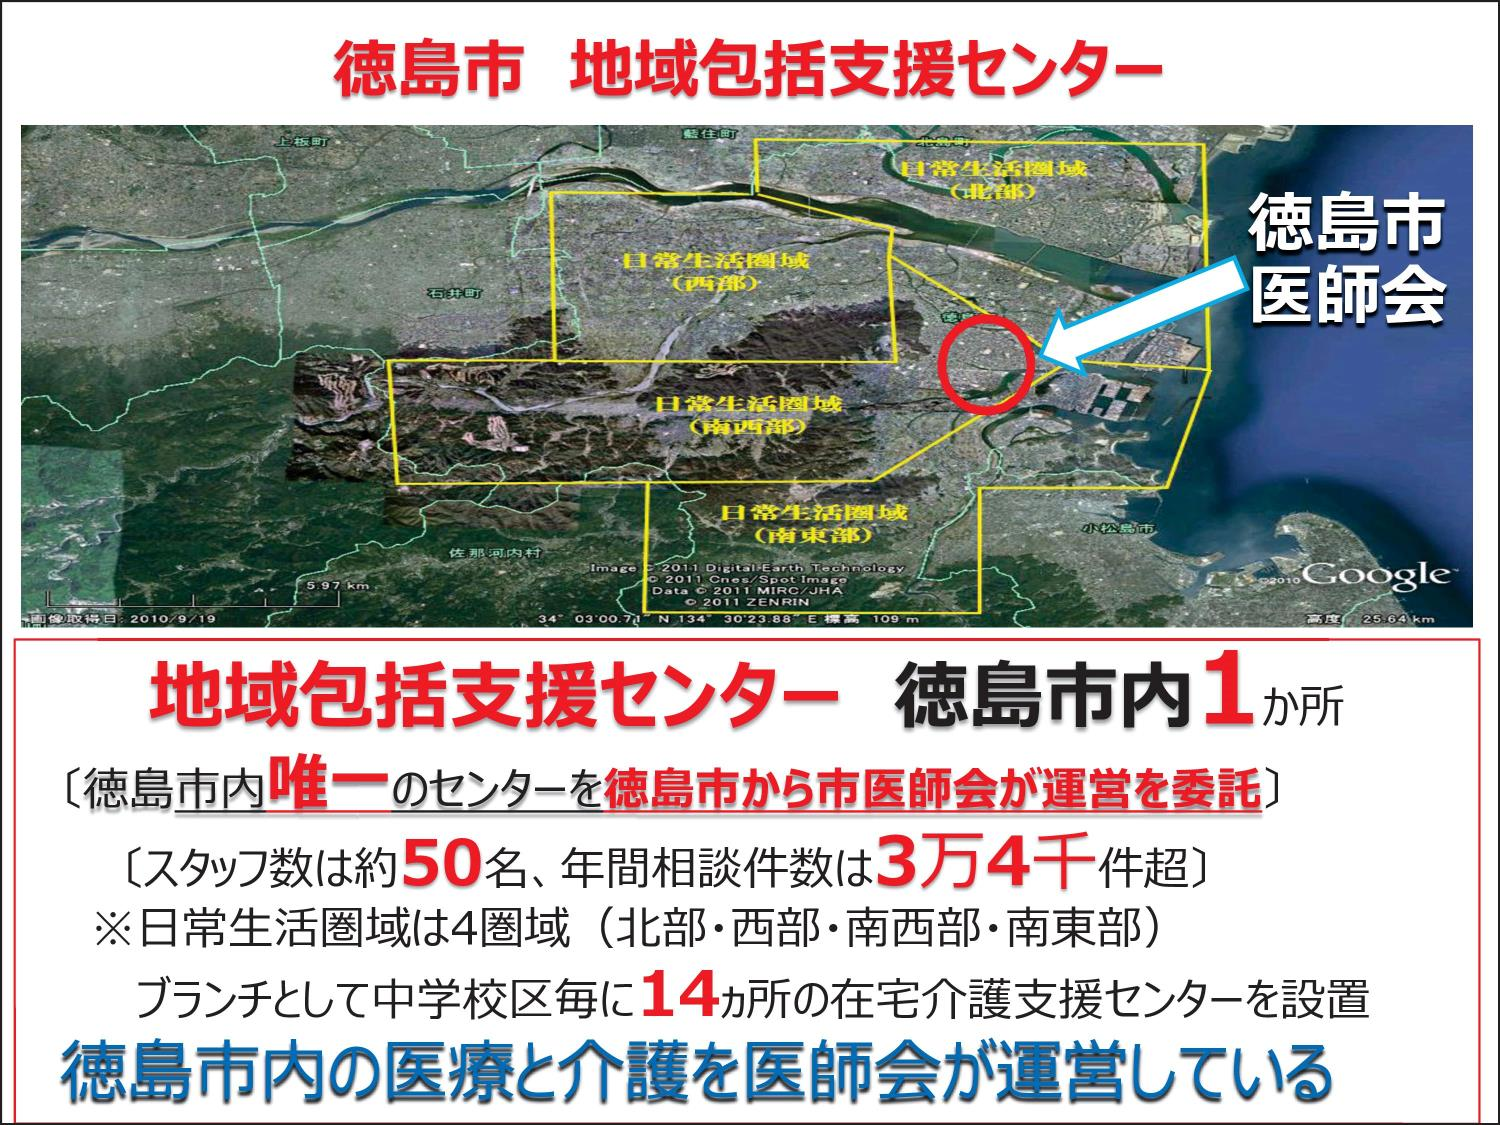 徳島市　地域包括支援センター
上板町
藍住町
北島町
日常生活圏域
（北部）
徳島市
医師会
日常生活圏域
（西部）
石井町
日常生活圏域
（南西部）
日常生活圏域
（南東部）
小松島市
佐那河内村
Image © 2011 Digital Earth Technology
© 2011 Cnes/Spot Image
Data © 2011 MIRC/JHA
© 2011 ZENRIN
©2010 Google
5.97 km
画像取得日: 2010/9/19
34° 03'00.71" N 134° 30'23.88" E 標高 109 m
高度 25.64 km
地域包括支援センター　徳島市内1か所
〔徳島市内唯一のセンターを徳島市から市医師会が運営を委託〕
〔スタッフ数は約50名、年間相談件数は3万4千件超〕
※日常生活圏域は4圏域（北部・西部・南西部・南東部）
ブランチとして中学校区毎に14ヵ所の在宅介護支援センターを設置
徳島市内の医療と介護を医師会が運営している